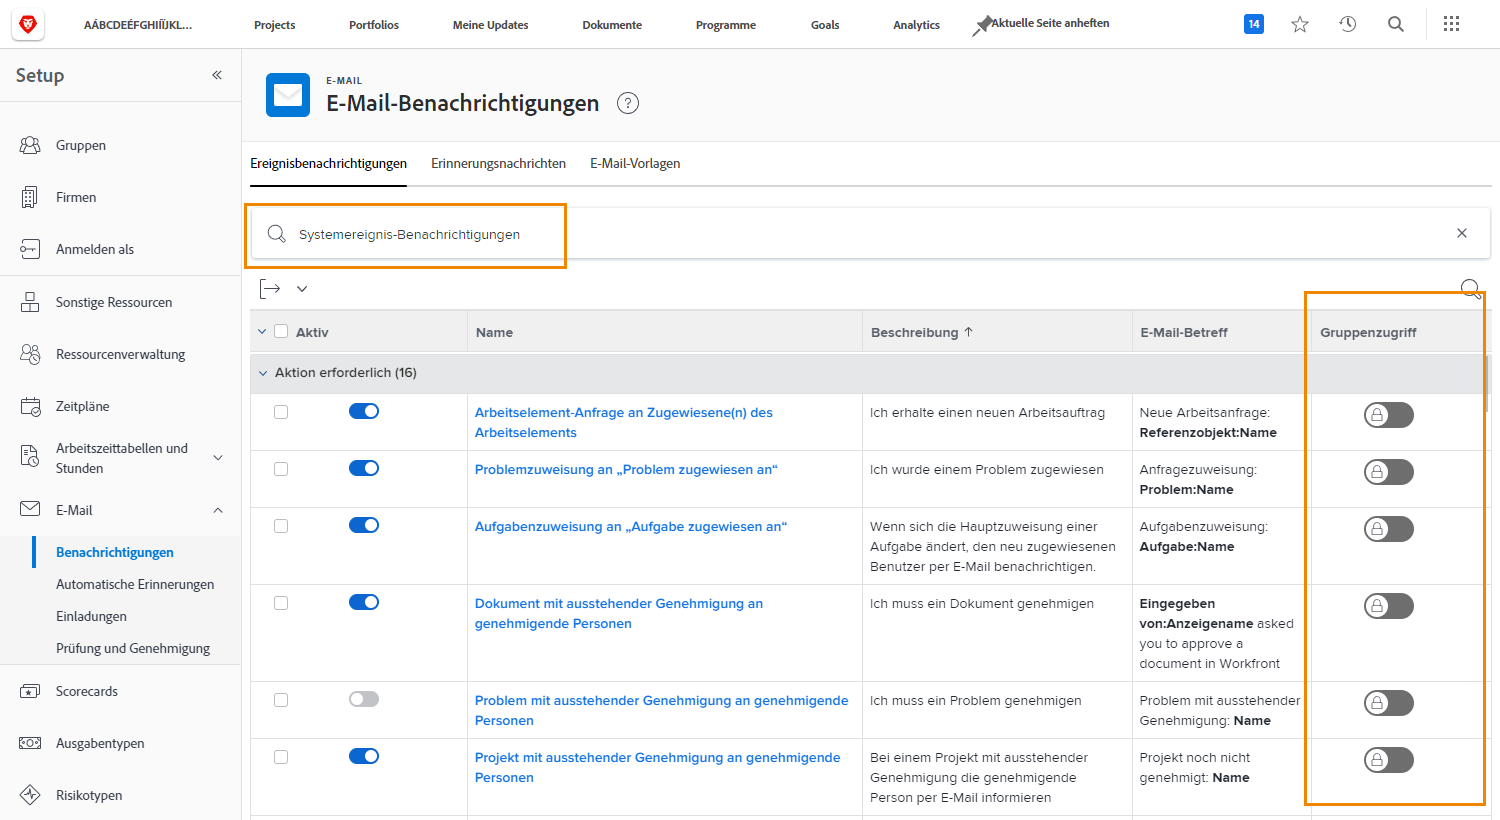 AÁBCDEÉFGHIÍÏJKL...
Projects
Portfolios
Meine Updates
Dokumente
Programme
Goals
Analytics
Aktuelle Seite anheften
14
Setup
Gruppen
Firmen
Anmelden als
Sonstige Ressourcen
Ressourcenverwaltung
Zeitpläne
Arbeitszeittabellen und
Stunden
E-Mail
Benachrichtigungen
Automatische Erinnerungen
Einladungen
Prüfung und Genehmigung
Scorecards
Ausgabentypen
Risikotypen
E-MAIL
E-Mail-Benachrichtigungen
?
Ereignisbenachrichtigungen
Erinnerungsnachrichten
E-Mail-Vorlagen
Systemereignis-Benachrichtigungen
Aktiv
Name
Beschreibung
E-Mail-Betreff
Gruppenzugriff
Aktion erforderlich (16)
Arbeitselement-Anfrage an Zugewiesene(n) des
Arbeitselements
Ich erhalte einen neuen Arbeitsauftrag
Neue Arbeitsanfrage:
Referenzobjekt:Name
Problemzuweisung an „Problem zugewiesen an“
Ich wurde einem Problem zugewiesen
Anfragezuweisung:
Problem:Name
Aufgabenzuweisung an „Aufgabe zugewiesen an“
Wenn sich die Hauptzuweisung einer
Aufgabe ändert, den neu zugewiesenen
Benutzer per E-Mail benachrichtigen.
Aufgabenzuweisung:
Aufgabe:Name
Dokument mit ausstehender Genehmigung an
genehmigende Personen
Ich muss ein Dokument genehmigen
Eingegeben
von:Anzeigename asked
you to approve a
document in Workfront
Problem mit ausstehender Genehmigung an genehmigende
Personen
Ich muss ein Problem genehmigen
Problem mit ausstehender
Genehmigung: Name
Projekt mit ausstehender Genehmigung an genehmigende
Personen
Bei einem Projekt mit ausstehender
Genehmigung die genehmigende
Person per E-Mail informieren
Projekt noch nicht
genehmigt: Name